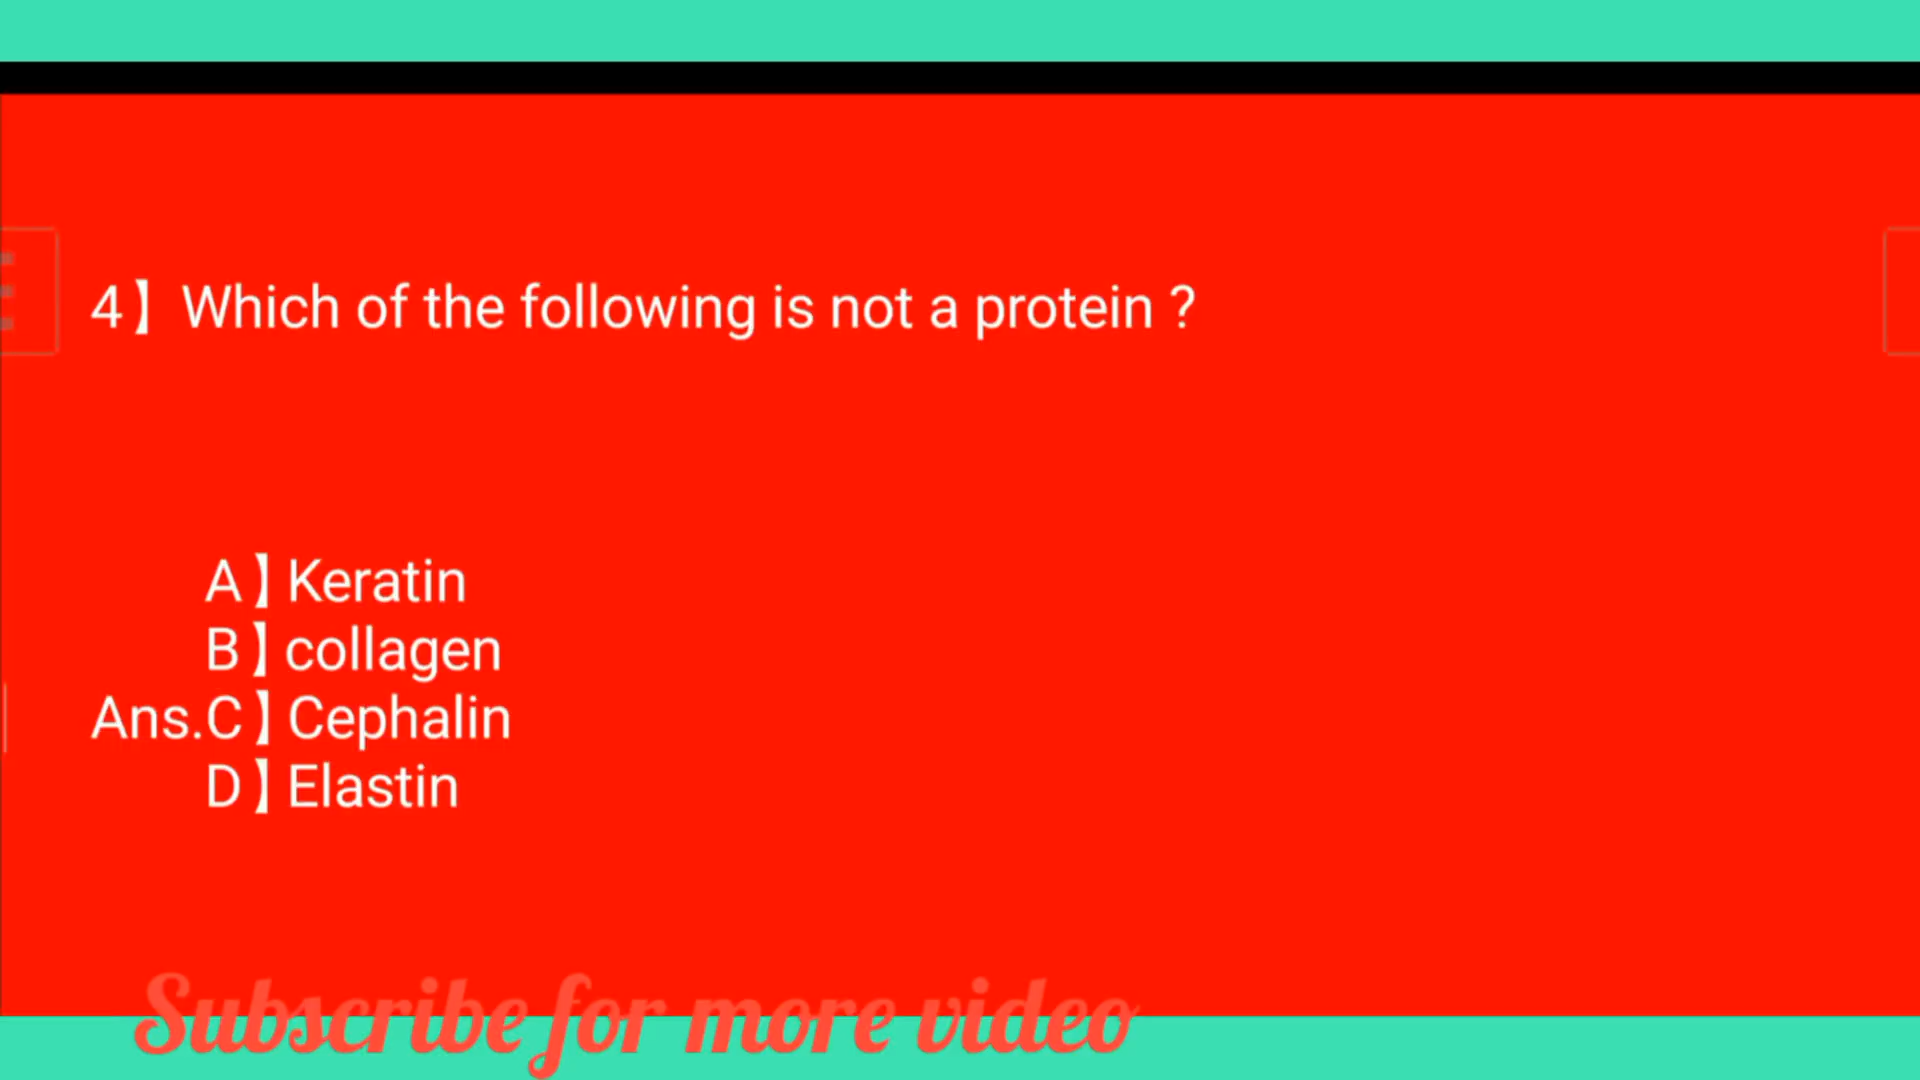 4】Which of the following is not a protein ?
A】Keratin
B】collagen
Ans.C】Cephalin
D】Elastin
Subscribe for more video